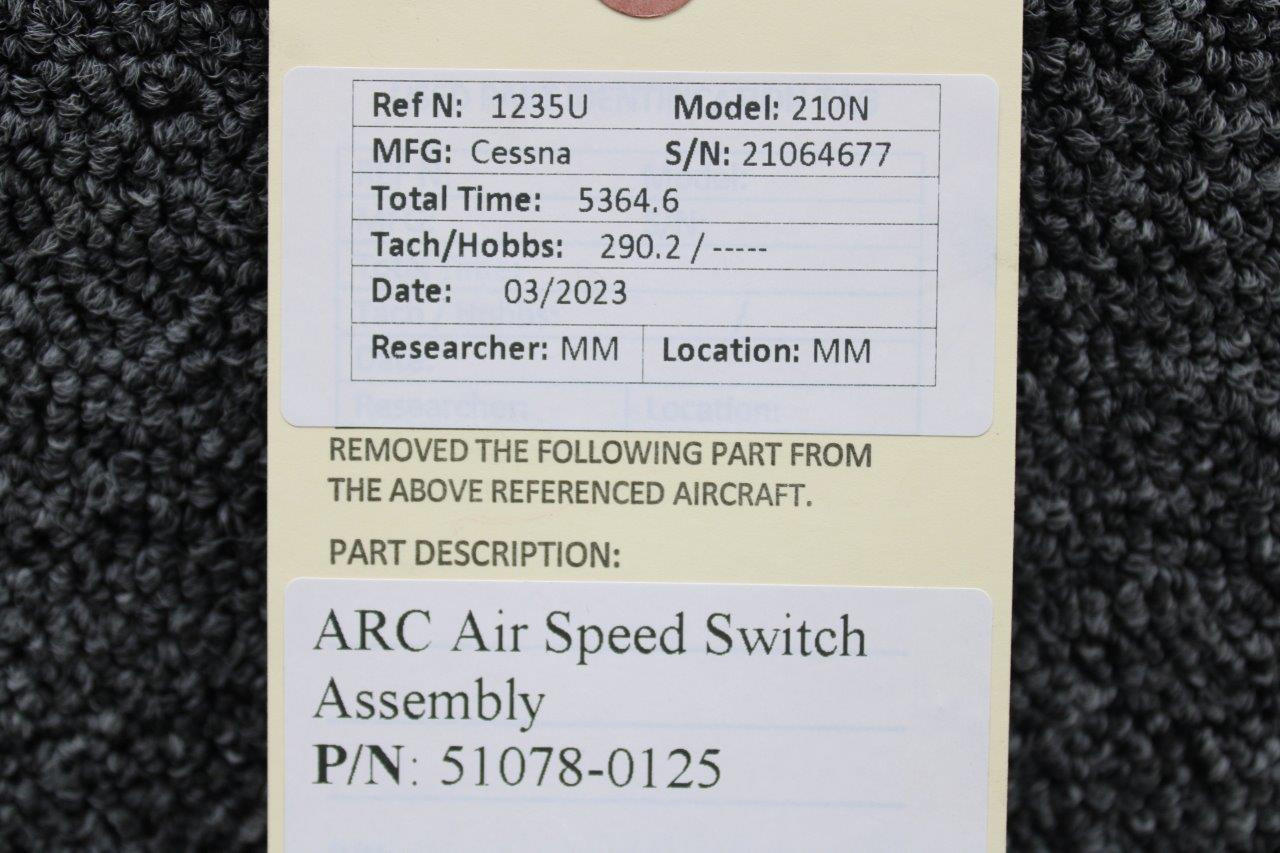 Ref N: 1235U Model: 210N
MFG: Cessna S/N: 21064677
Total Time: 5364.6
Tach/Hobbs: 290.2 / -----
Date: 03/2023
Researcher: MM Location: MM
Researcher: Location:
REMOVED THE FOLLOWING PART FROM
THE ABOVE REFERENCED AIRCRAFT.
PART DESCRIPTION:
ARC Air Speed Switch
Assembly
P/N: 51078-0125